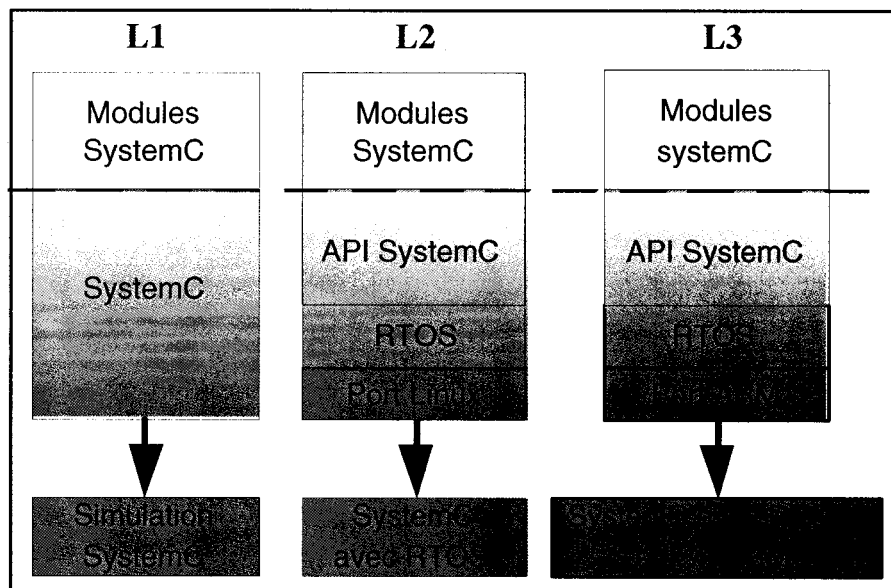 L1
L2
L3
Modules
SystemC
Modules
SystemC
Modules
systemC
SystemC
API SystemC
API SystemC
RTOS
RTOS
Port Linux
Simulation
SystemC
SystemC
avec RTOS